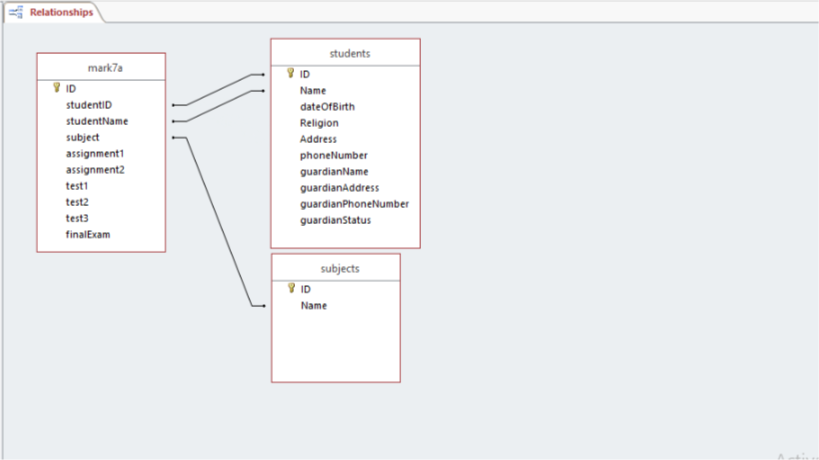 Relationships
mark7a
ID
studentID
studentName
subject
assignment1
assignment2
test1
test2
test3
finalExam
students
ID
Name
dateOfBirth
Religion
Address
phoneNumber
guardianName
guardianAddress
guardianPhoneNumber
guardianStatus
subjects
ID
Name